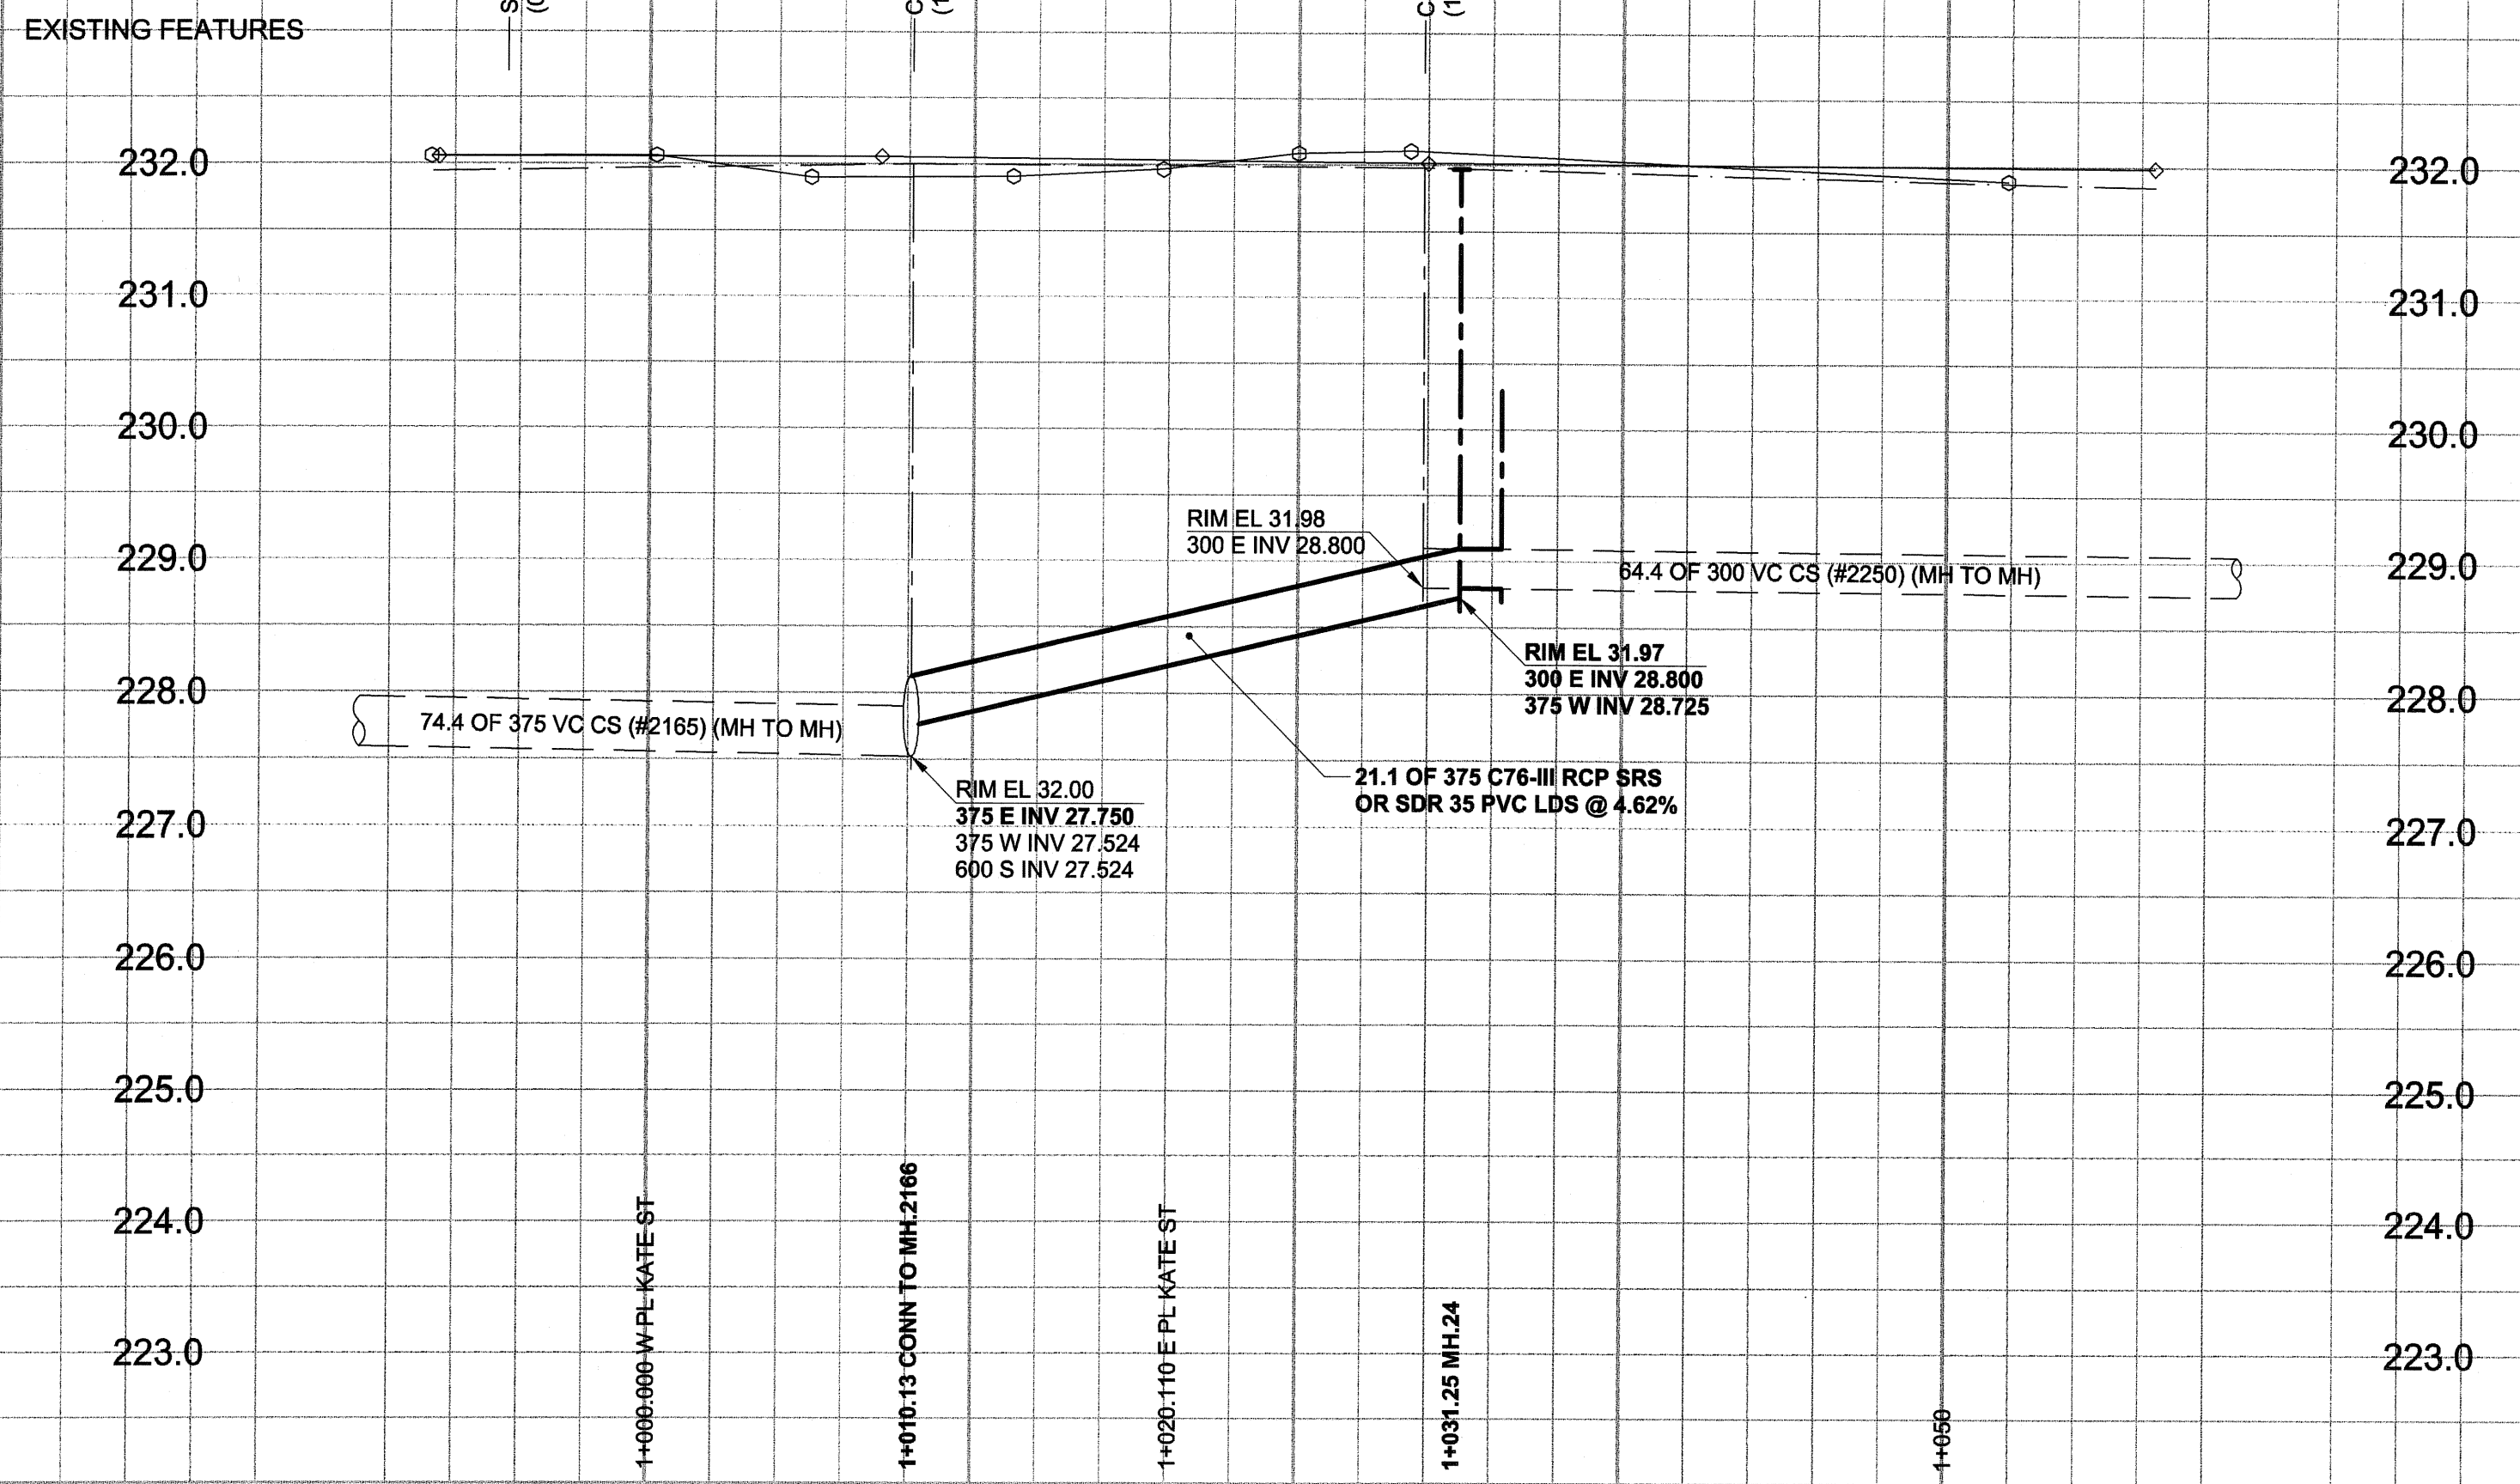 EXISTING FEATURES
232.0
232.0
231.0
231.0
230.0
230.0
RIM EL 31.98
300 E INV 28.800
229.0
229.0
64.4 OF 300 VC CS (#2250) (MH TO MH)
RIM EL 31.97
300 E INV 28.800
375 W INV 28.725
228.0
228.0
74.4 OF 375 VC CS (#2165) (MH TO MH)
21.1 OF 375 C76-III RCP SRS
OR SDR 35 PVC LDS @ 4.62%
RIM EL 32.00
375 E INV 27.750
375 W INV 27.524
600 S INV 27.524
227.0
227.0
226.0
226.0
225.0
225.0
224.0
224.0
223.0
223.0
1+000.000 W PL KATE ST
1+010.13 CONN TO MH.2166
1+020.110 E PL KATE ST
1+031.25 MH.24
1+050